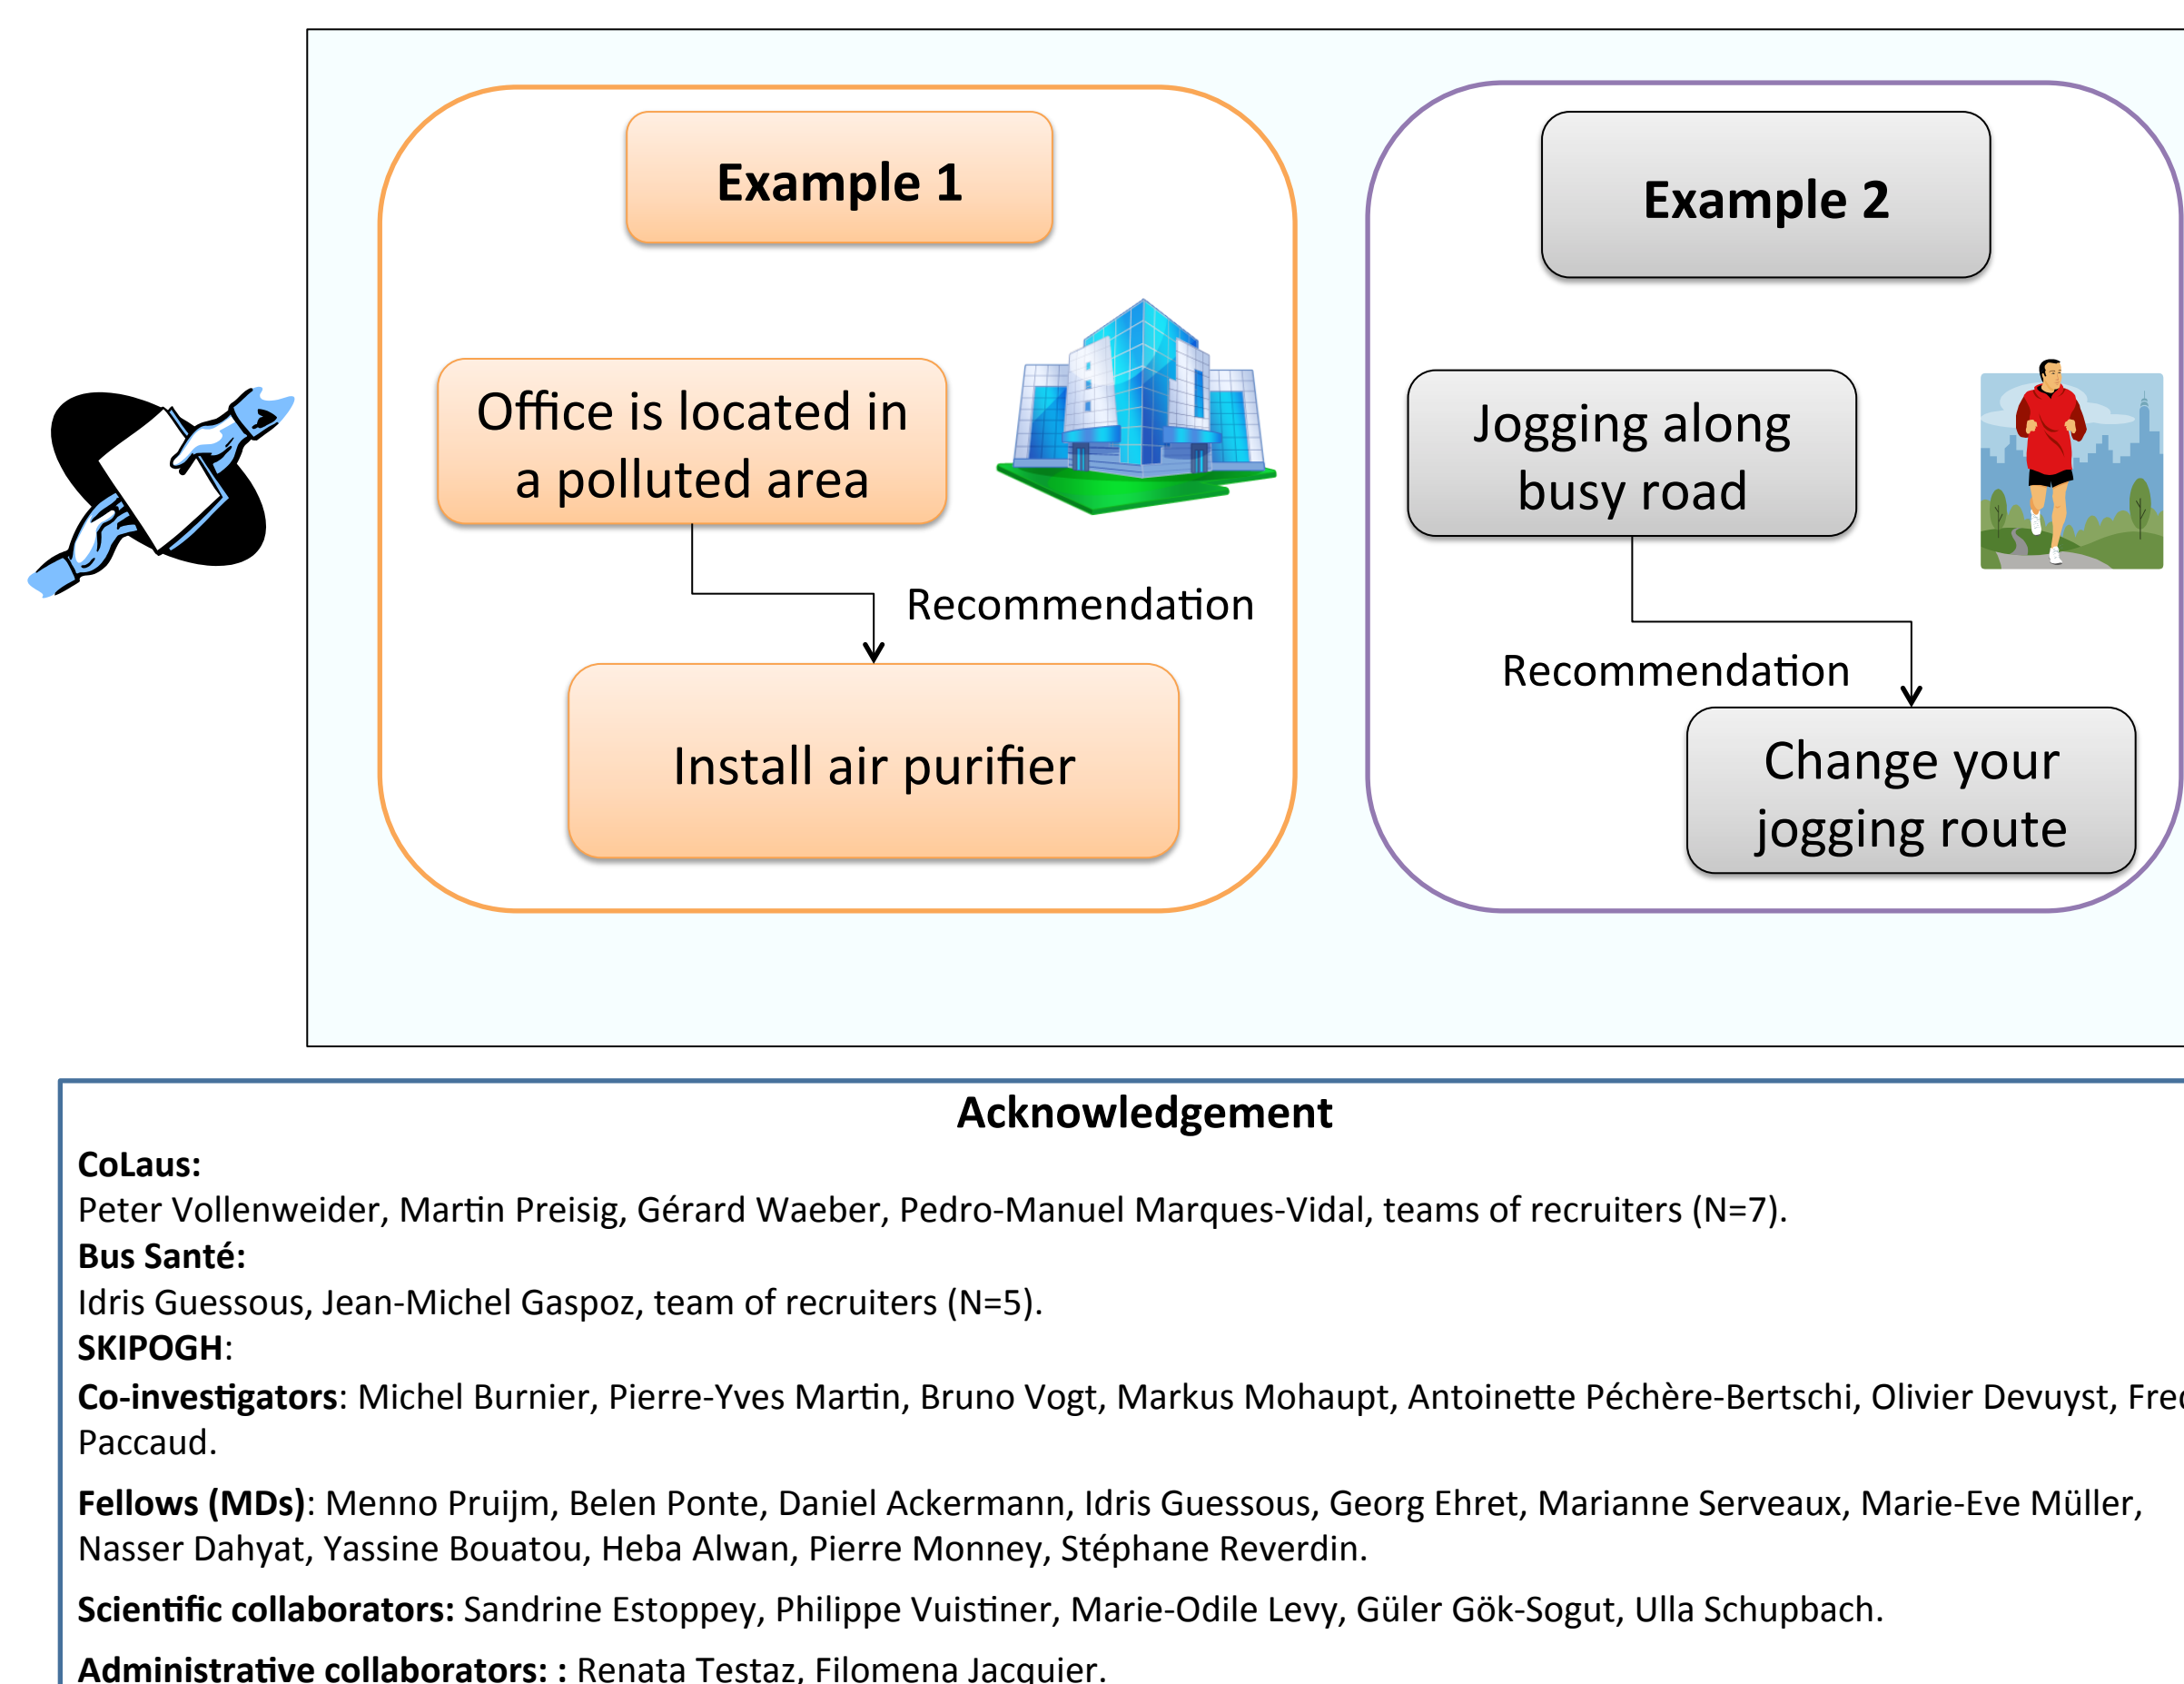 Example 1
Office is located in
a polluted area
Recommendation
Install air purifier
Example 2
Jogging along
busy road
Recommendation
Change your
jogging route
Acknowledgement
CoLaus:
Peter Vollenweider, Martin Preisig, Gérard Waeber, Pedro-Manuel Marques-Vidal, teams of recruiters (N=7).
Bus Santé:
Idris Guessous, Jean-Michel Gaspoz, team of recruiters (N=5).
SKIPOGH:
Co-investigators: Michel Burnier, Pierre-Yves Martin, Bruno Vogt, Markus Mohaupt, Antoinette Péchère-Bertschi, Olivier Devuyst,
Paccaud.
Fellows (MDs): Menno Pruijm, Belen Ponte, Daniel Ackermann, Idris Guessous, Georg Ehret, Marianne Serveaux, Marie-Eve Müller,
Nasser Dahyat, Yassine Bouatou, Heba Alwan, Pierre Monney, Stéphane Reverdin.
Scientific collaborators: Sandrine Estoppey, Philippe Vuistiner, Marie-Odile Levy, Güler Gök-Sogut, Ulla Schupbach.
Administrative collaborators: : Renata Testaz, Filomena Jacquier.